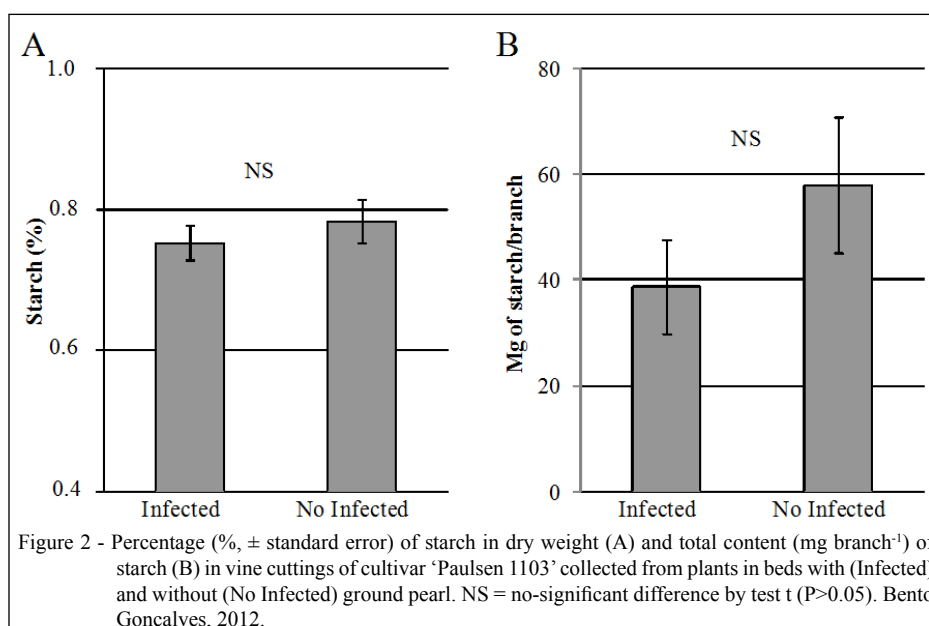 A
1.0
0.8
0.6
0.4
Starch (%)
NS
Infected No Infected
B
80
60
40
20
0
Mg of starch/branch
NS
Infected No Infected
Figure 2 - Percentage (%, ± standard error) of starch in dry weight (A) and total content (mg branch-1) of
starch (B) in vine cuttings of cultivar ‘Paulsen 1103’ collected from plants in beds with (Infected)
and without (No Infected) ground pearl. NS = no-significant difference by test t (P>0.05). Bento
Gonçalves, 2012.